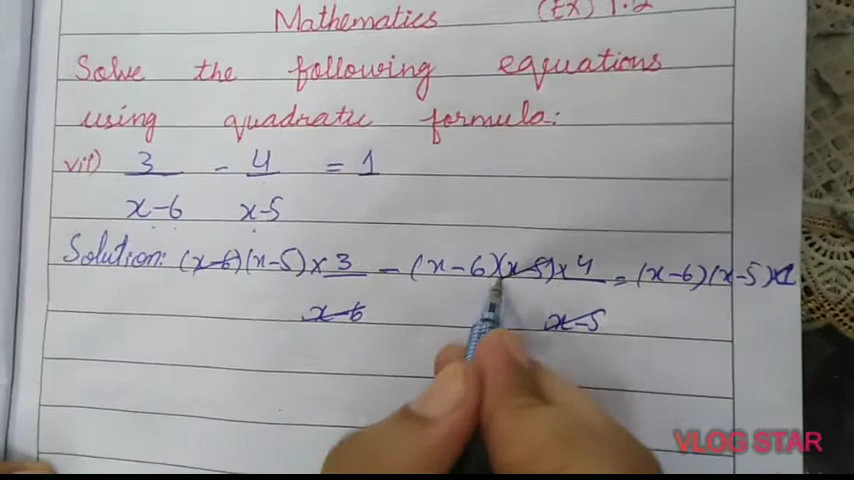 Mathematics (Ex) 1.2
Solve the following equations
using quadratic formula:
vii) 3/(x-6) - 4/(x-5) = 1
Solution: (x-6)(x-5)×3/(x-6) - (x-6)(x-5)×4/(x-5) = (x-6)(x-5)×1
VLOG STAR